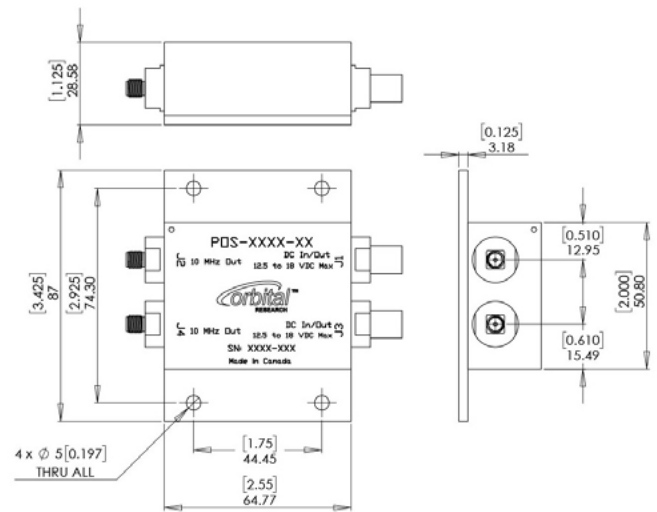 [1.125]
28.58
[0.125]
3.18
POS-XXXX-XX
DC In/Out
J2 10 MHz Out 12.5 to 18 VDC Max J1
orbital™
RESEARCH
DC In/Out
J4 10 MHz Out 12.5 to 18 VDC Max J3
SN: XXXX-XXX
Made In Canada
[3.425]
87
[2.925]
74.30
[0.510]
12.95
[2.000]
50.80
[0.610]
15.49
4 x Ø 5[0.197]
THRU ALL
[1.75]
44.45
[2.55]
64.77